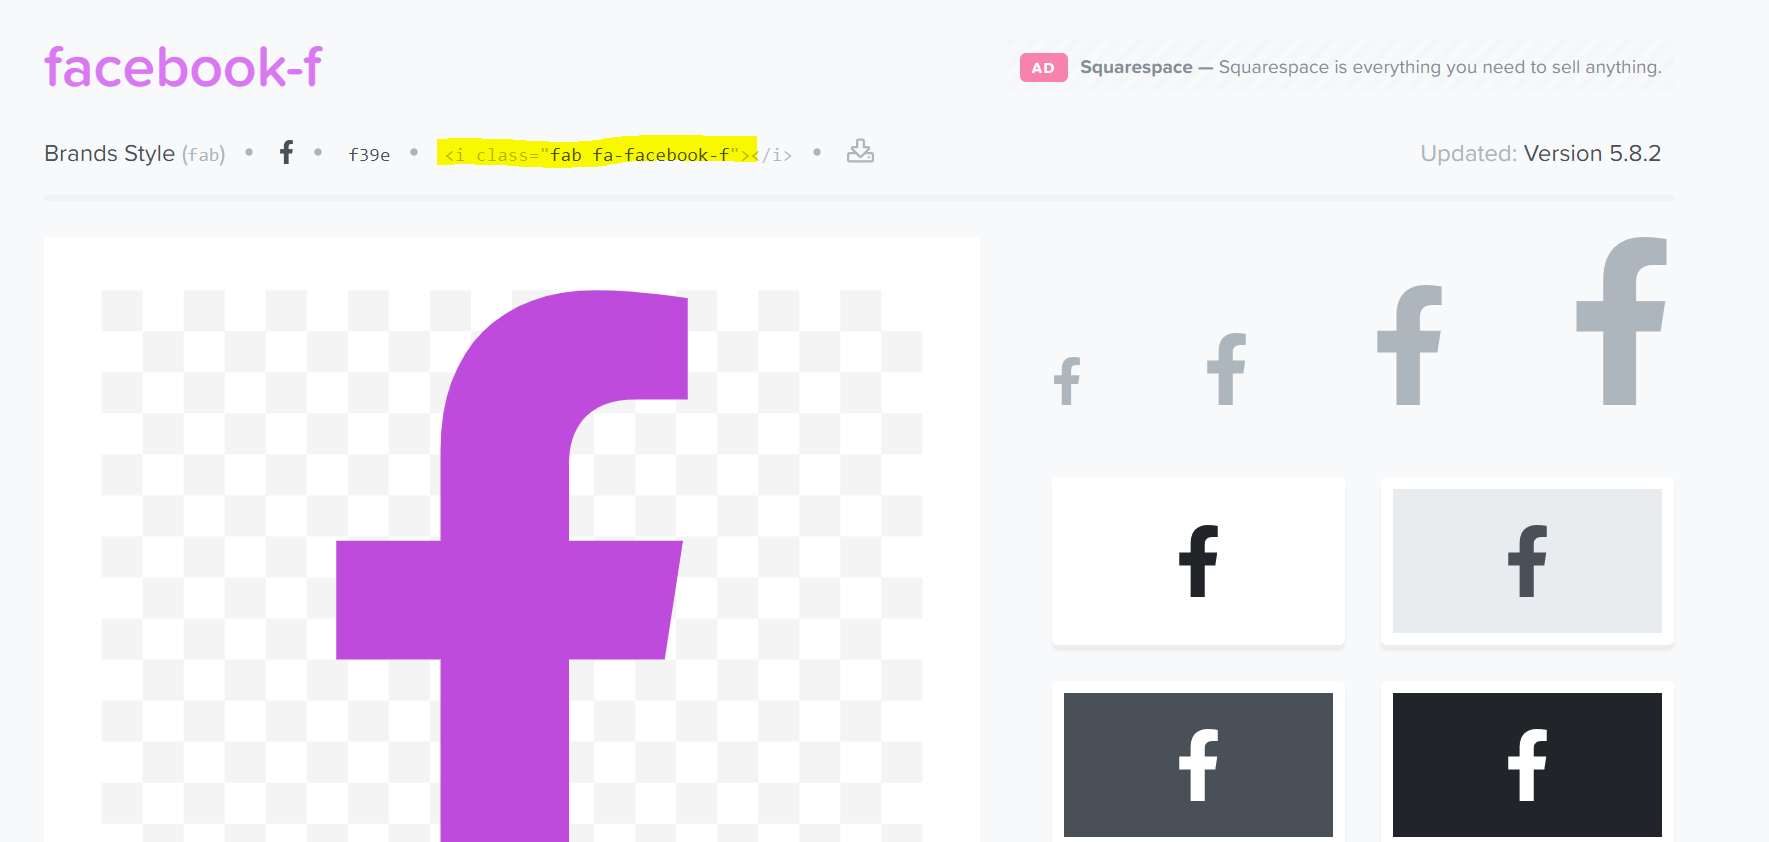 facebook-f
AD Squarespace — Squarespace is everything you need to sell anything.
Brands Style (fab) • f39e • <i class="fab fa-facebook-f"></i> •
Updated: Version 5.8.2